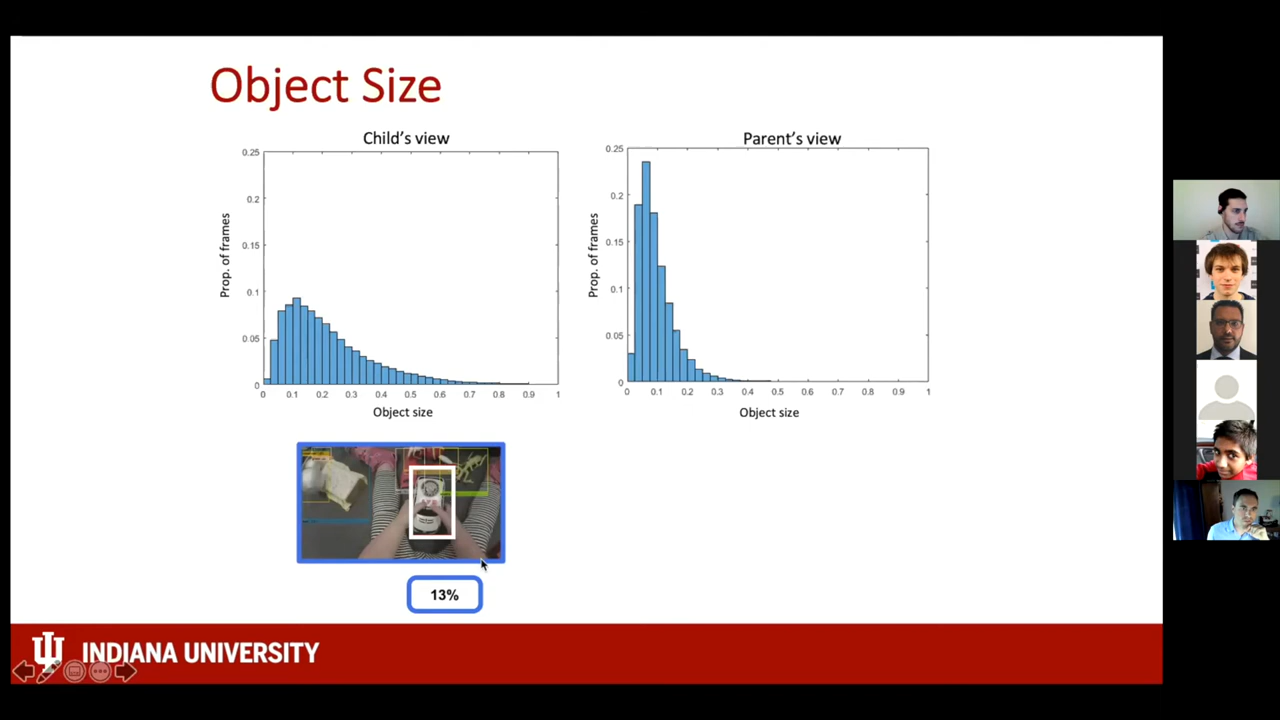 Object Size
Child's view
Parent's view
0.25
0.2
0.15
0.1
0.05
0
Prop. of frames
0 0.1 0.2 0.3 0.4 0.5 0.6 0.7 0.8 0.9 1
Object size
0.25
0.2
0.15
0.1
0.05
0
Prop. of frames
0 0.1 0.2 0.3 0.4 0.5 0.6 0.7 0.8 0.9 1
Object size
13%
INDIANA UNIVERSITY